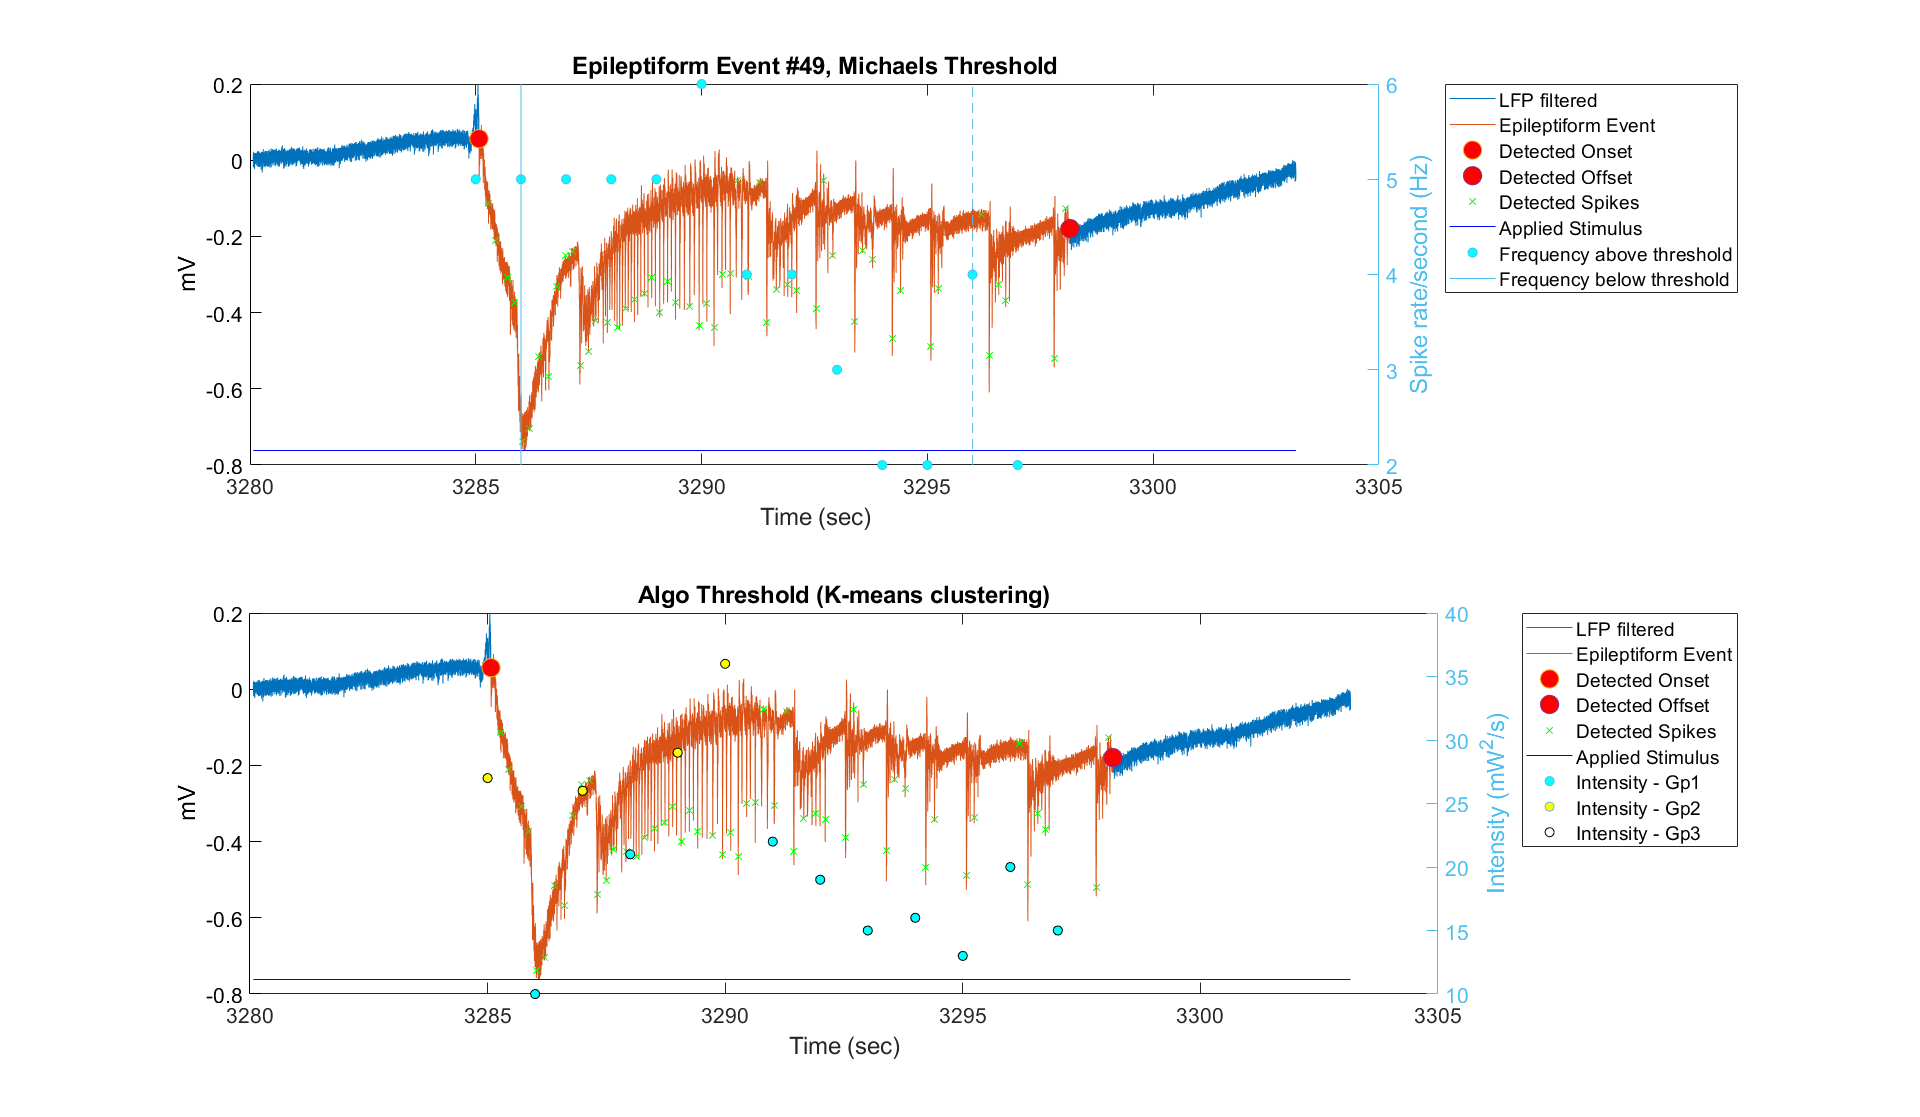 Epileptiform Event #49, Michaels Threshold
0.2
0
-0.2
-0.4
-0.6
-0.8
mV
3280
3285
3290
3295
3300
3305
Time (sec)
6
5
4
3
2
Spike rate/second (Hz)
LFP filtered
Epileptiform Event
Detected Onset
Detected Offset
Detected Spikes
Applied Stimulus
Frequency above threshold
Frequency below threshold
Algo Threshold (K-means clustering)
0.2
0
-0.2
-0.4
-0.6
-0.8
mV
3280
3285
3290
3295
3300
3305
Time (sec)
40
35
30
25
20
15
10
Intensity (mW²/s)
LFP filtered
Epileptiform Event
Detected Onset
Detected Offset
Detected Spikes
Applied Stimulus
Intensity - Gp1
Intensity - Gp2
Intensity - Gp3